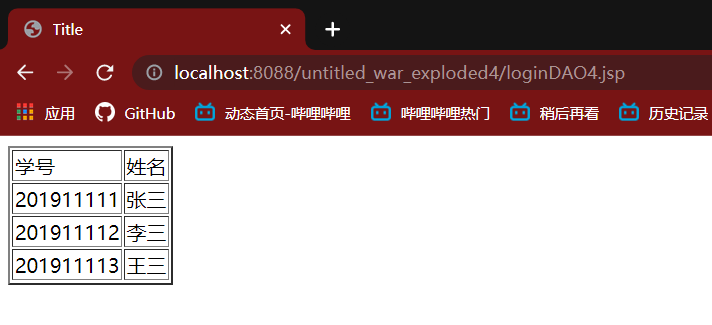 Title
localhost:8088/untitled_war_exploded4/loginDAO4.jsp
应用 GitHub 动态首页-哔哩哔哩 哔哩哔哩热门 稍后再看 历史记录
学号 姓名
201911111 张三
201911112 李三
201911113 王三